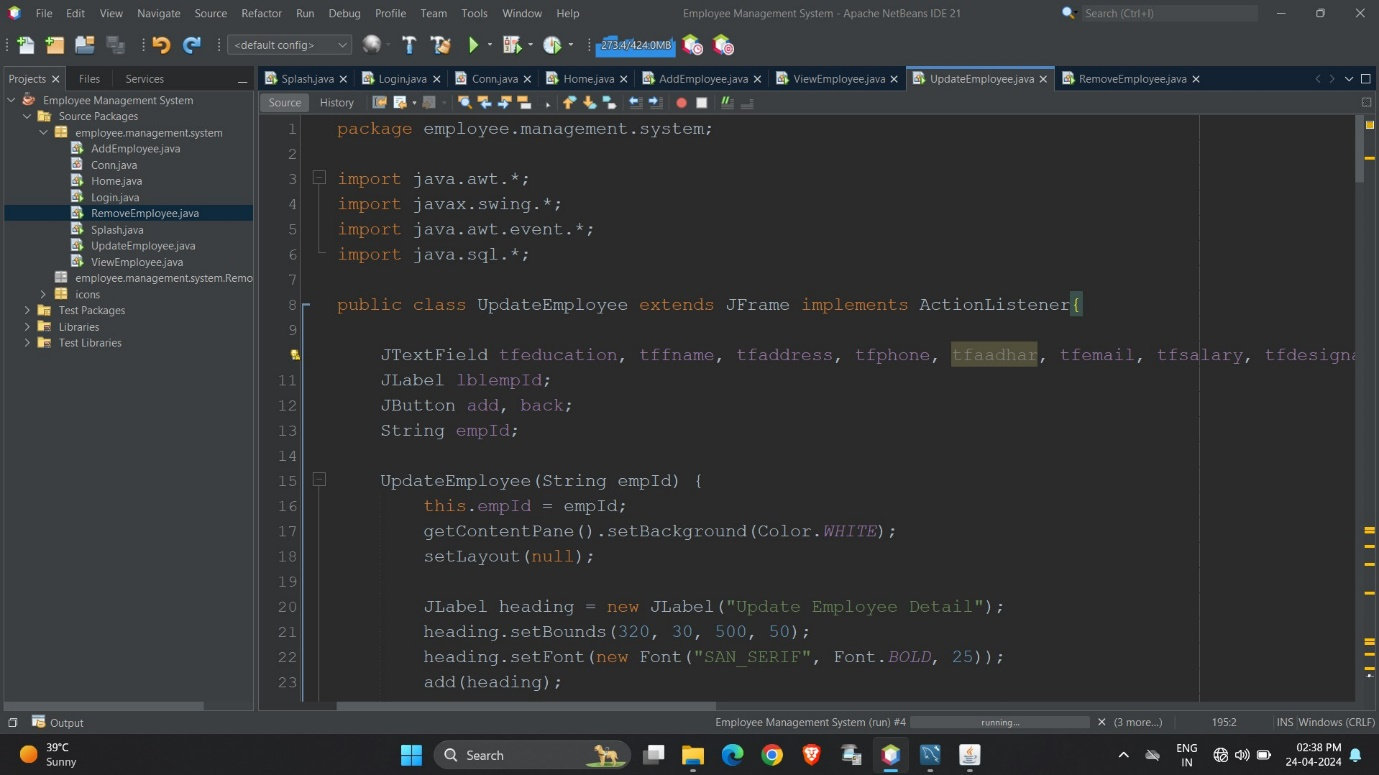 File Edit View Navigate Source Refactor Run Debug Profile Team Tools Window Help
Employee Management System - Apache NetBeans IDE 21
Search (Ctrl+I)
<default config>
273.4/424.0MB
Projects Files Services
Splash.java Login.java Conn.java Home.java AddEmployee.java ViewEmployee.java UpdateEmployee.java RemoveEmployee.java
Employee Management System
Source Packages
employee.management.system
AddEmployee.java
Conn.java
Home.java
Login.java
RemoveEmployee.java
Splash.java
UpdateEmployee.java
ViewEmployee.java
employee.management.system.Remo
icons
Test Packages
Libraries
Test Libraries
Source History
1 package employee.management.system;
2
3 import java.awt.*;
4 import javax.swing.*;
5 import java.awt.event.*;
6 import java.sql.*;
7
8 public class UpdateEmployee extends JFrame implements ActionListener{
9
JTextField tfeducation, tffname, tfaddress, tfphone, tfaadhar, tfemail, tfsalary, tfdesigna
11 JLabel lblempId;
12 JButton add, back;
13 String empId;
14
15 UpdateEmployee(String empId) {
16 this.empId = empId;
17 getContentPane().setBackground(Color.WHITE);
18 setLayout(null);
19
20 JLabel heading = new JLabel("Update Employee Detail");
21 heading.setBounds(320, 30, 500, 50);
22 heading.setFont(new Font("SAN_SERIF", Font.BOLD, 25));
23 add(heading);
Output
Employee Management System (run) #4 running... (3 more...) 195:2 INS Windows (CRLF)
39°C
Sunny
Search
ENG
IN
02:38 PM
24-04-2024